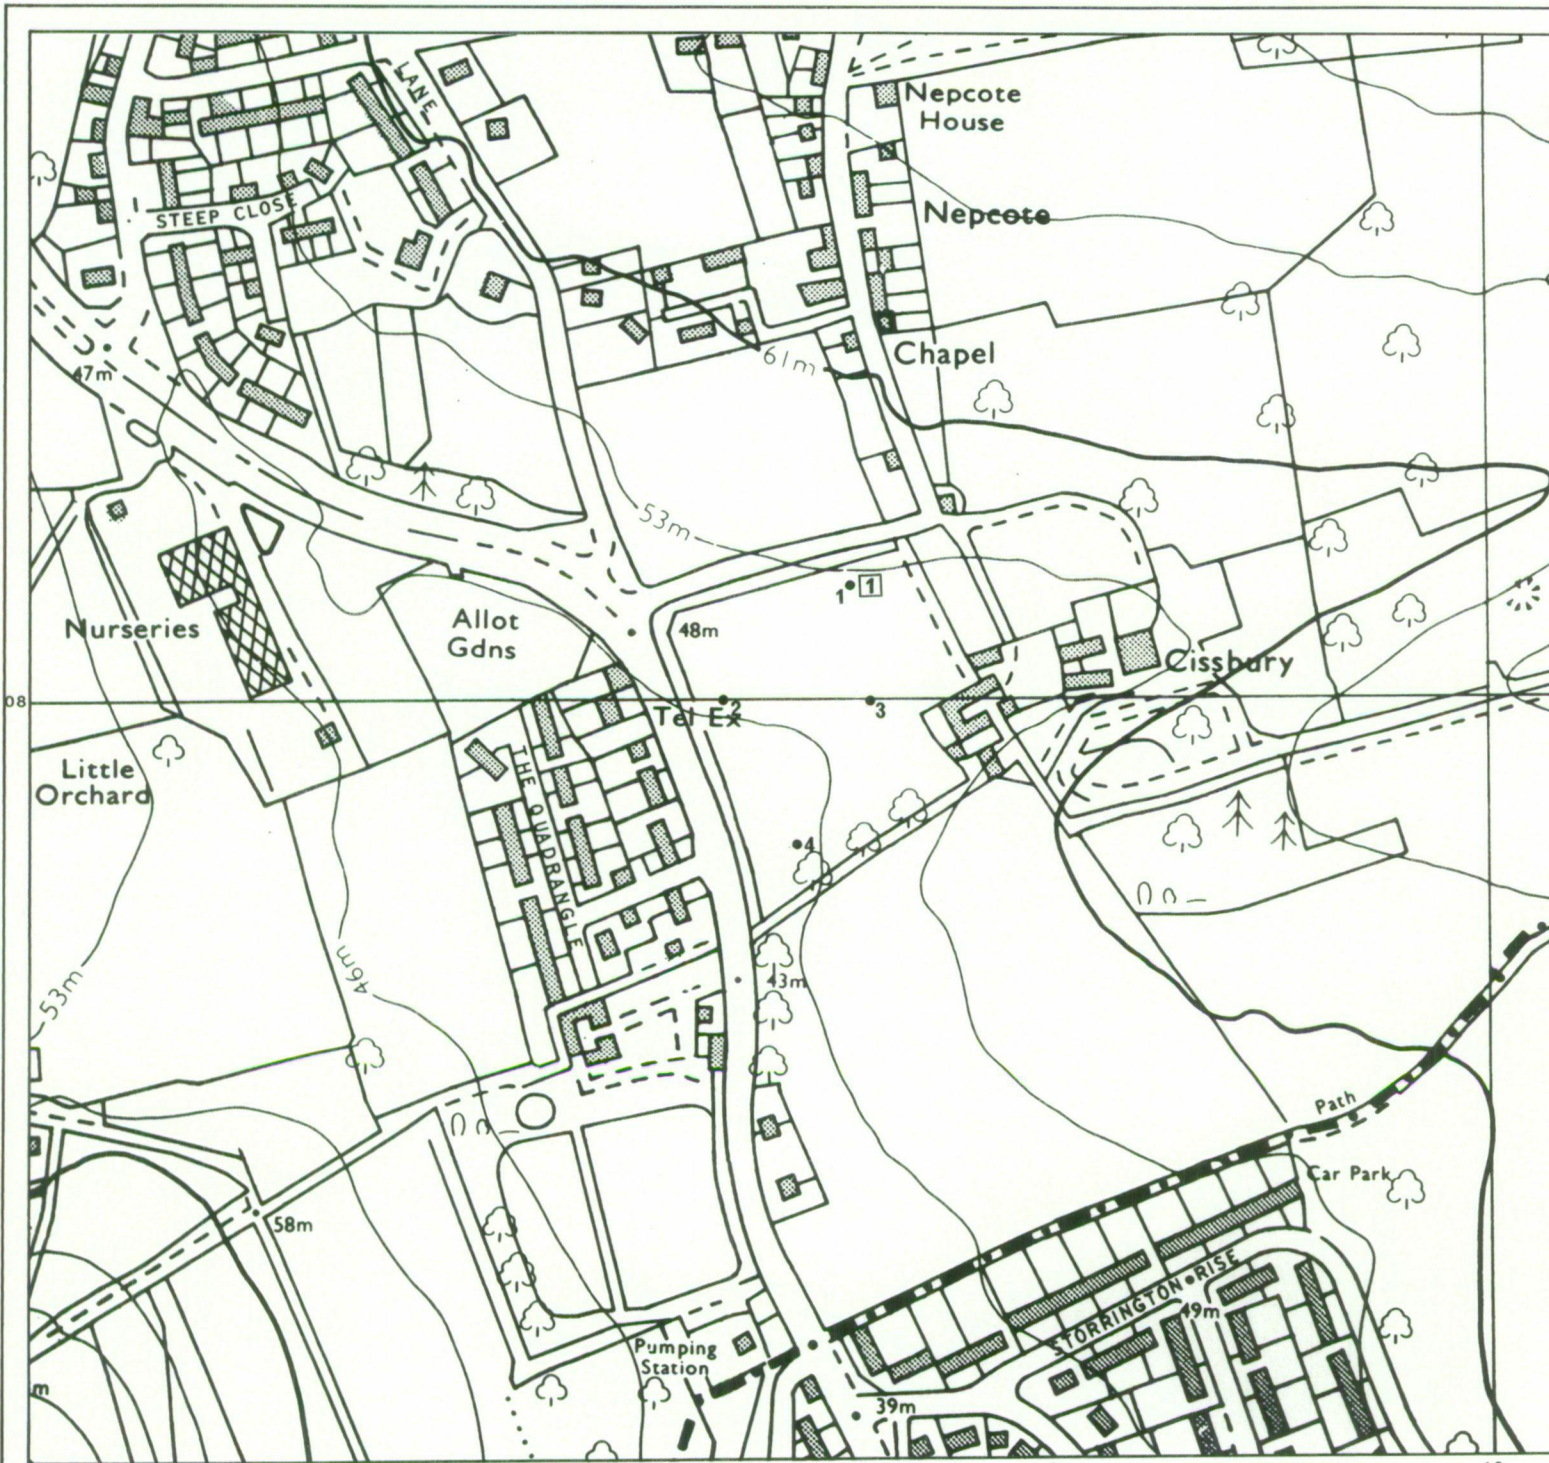 LANE
Nepcote
House
STEEP CLOSE
Nepcote
Chapel
61m
47m
53m
1 1
Nurseries
Allot
Gdns
48m
Cissbury
08
2
Tel Ex
3
Little
Orchard
THE QUADRANGLE
4
53m
46m
43m
Path
Car Park
58m
STORRINGTON RISE
49m
Pumping
Station
m
39m